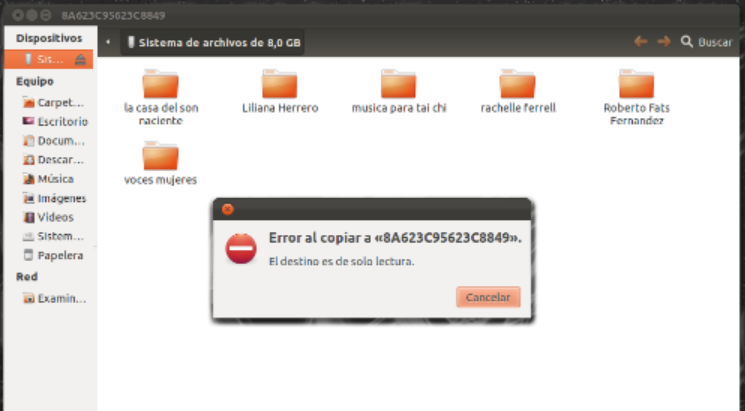 8A623C95623C8849
Dispositivos
Sistema de archivos de 8,0 GB
Buscar
Sis...
Equipo
Carpet...
Escritorio
Docum...
Descar...
Música
Imágenes
Vídeos
Sistem...
Papelera
Red
Examin...
la casa del son
naciente
Liliana Herrero
musica para tai chi
rachelle ferrell
Roberto Fats
Fernandez
voces mujeres
Error al copiar a «8A623C95623C8849».
El destino es de solo lectura.
Cancelar